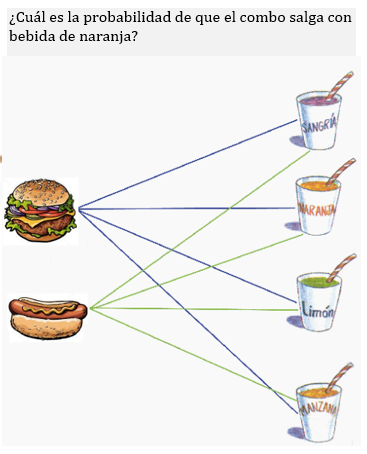 ¿Cuál es la probabilidad de que el combo salga con
bebida de naranja?
SANGRÍA
NARANJA
Limón
MANZANA